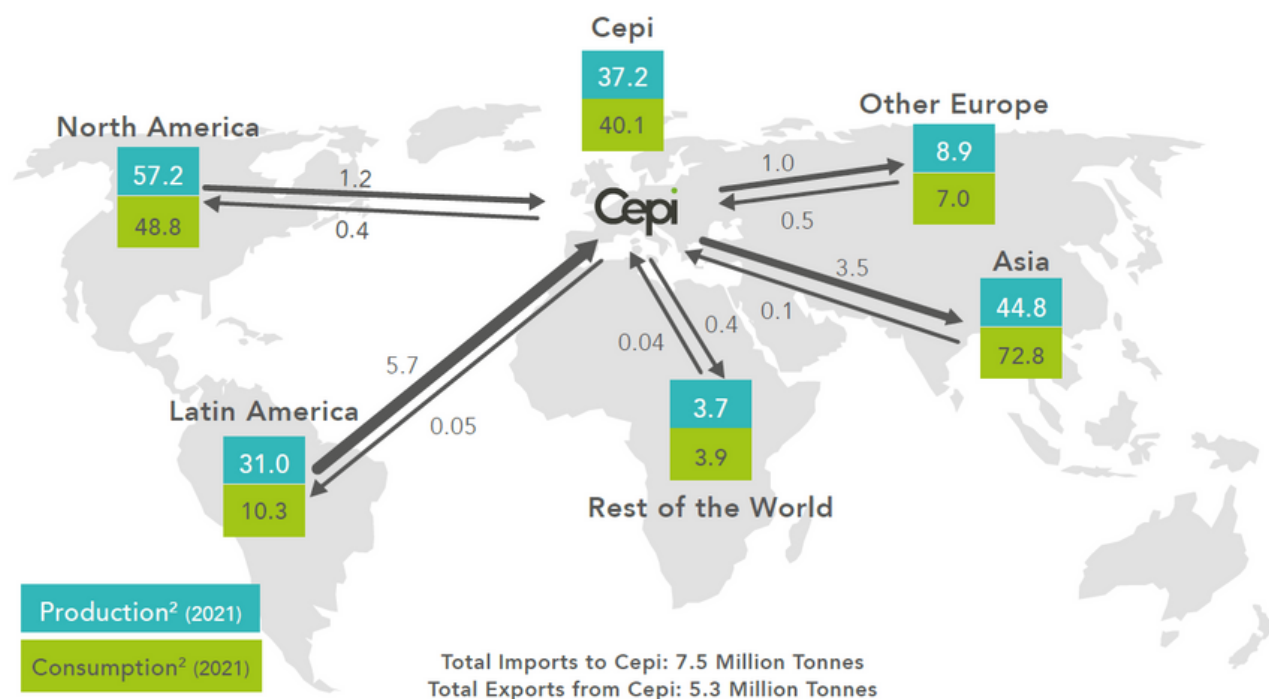 Cepi
37.2
40.1
North America
57.2
48.8
Other Europe
8.9
7.0
1.2
0.4
Cepi
1.0
0.5
Asia
44.8
72.8
3.5
0.1
0.4
0.04
5.7
0.05
Latin America
31.0
10.3
3.7
3.9
Rest of the World
Production² (2021)
Consumption² (2021)
Total Imports to Cepi: 7.5 Million Tonnes
Total Exports from Cepi: 5.3 Million Tonnes